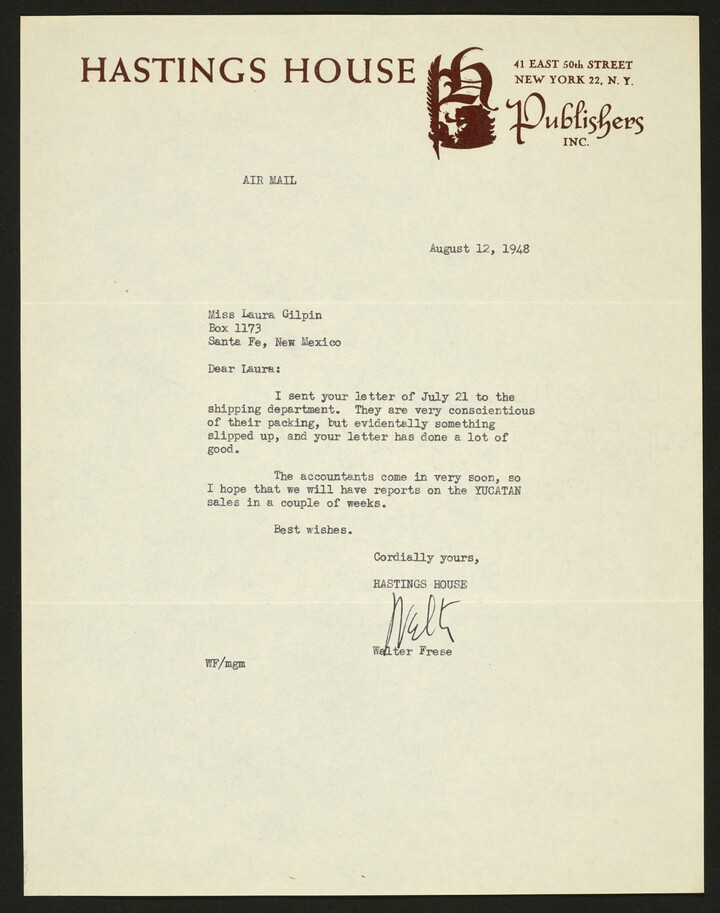 HASTINGS HOUSE
41 EAST 50th STREET
NEW YORK 22, N. Y.
Publishers
INC.
AIR MAIL
August 12, 1948
Miss Laura Gilpin
Box 1173
Santa Fe, New Mexico
Dear Laura:
I sent your letter of July 21 to the
shipping department. They are very conscientious
of their packing, but evidently something
slipped up, and your letter has done a lot of
good.
The accountants come in very soon, so
I hope that we will have reports on the YUCATAN
sales in a couple of weeks.
Best wishes.
Cordially yours,
HASTINGS HOUSE
Walt
Walter Frese
WF/mgm